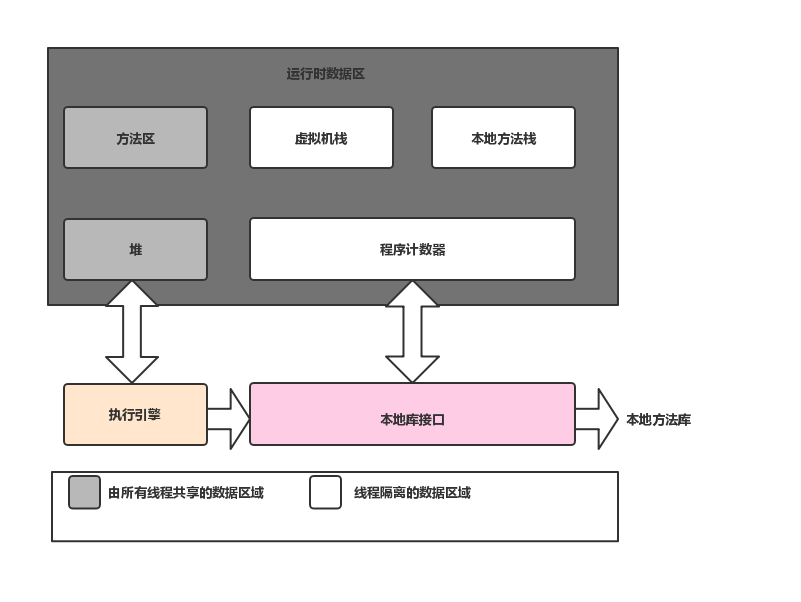 运行时数据区
方法区
虚拟机栈
本地方法栈
堆
程序计数器
执行引擎
本地库接口
本地方法库
由所有线程共享的数据区域
线程隔离的数据区域